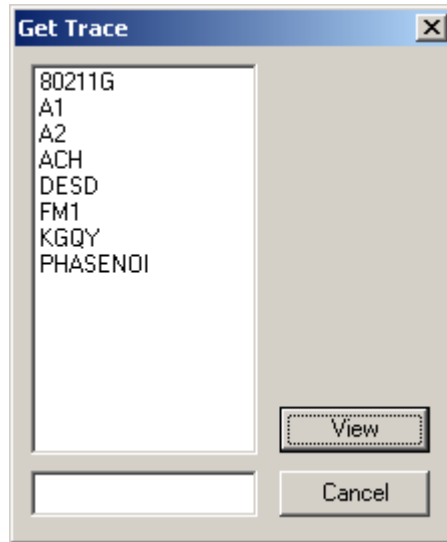 Get Trace
80211G
A1
A2
ACH
DESD
FM1
KGQY
PHASENOI
View
Cancel